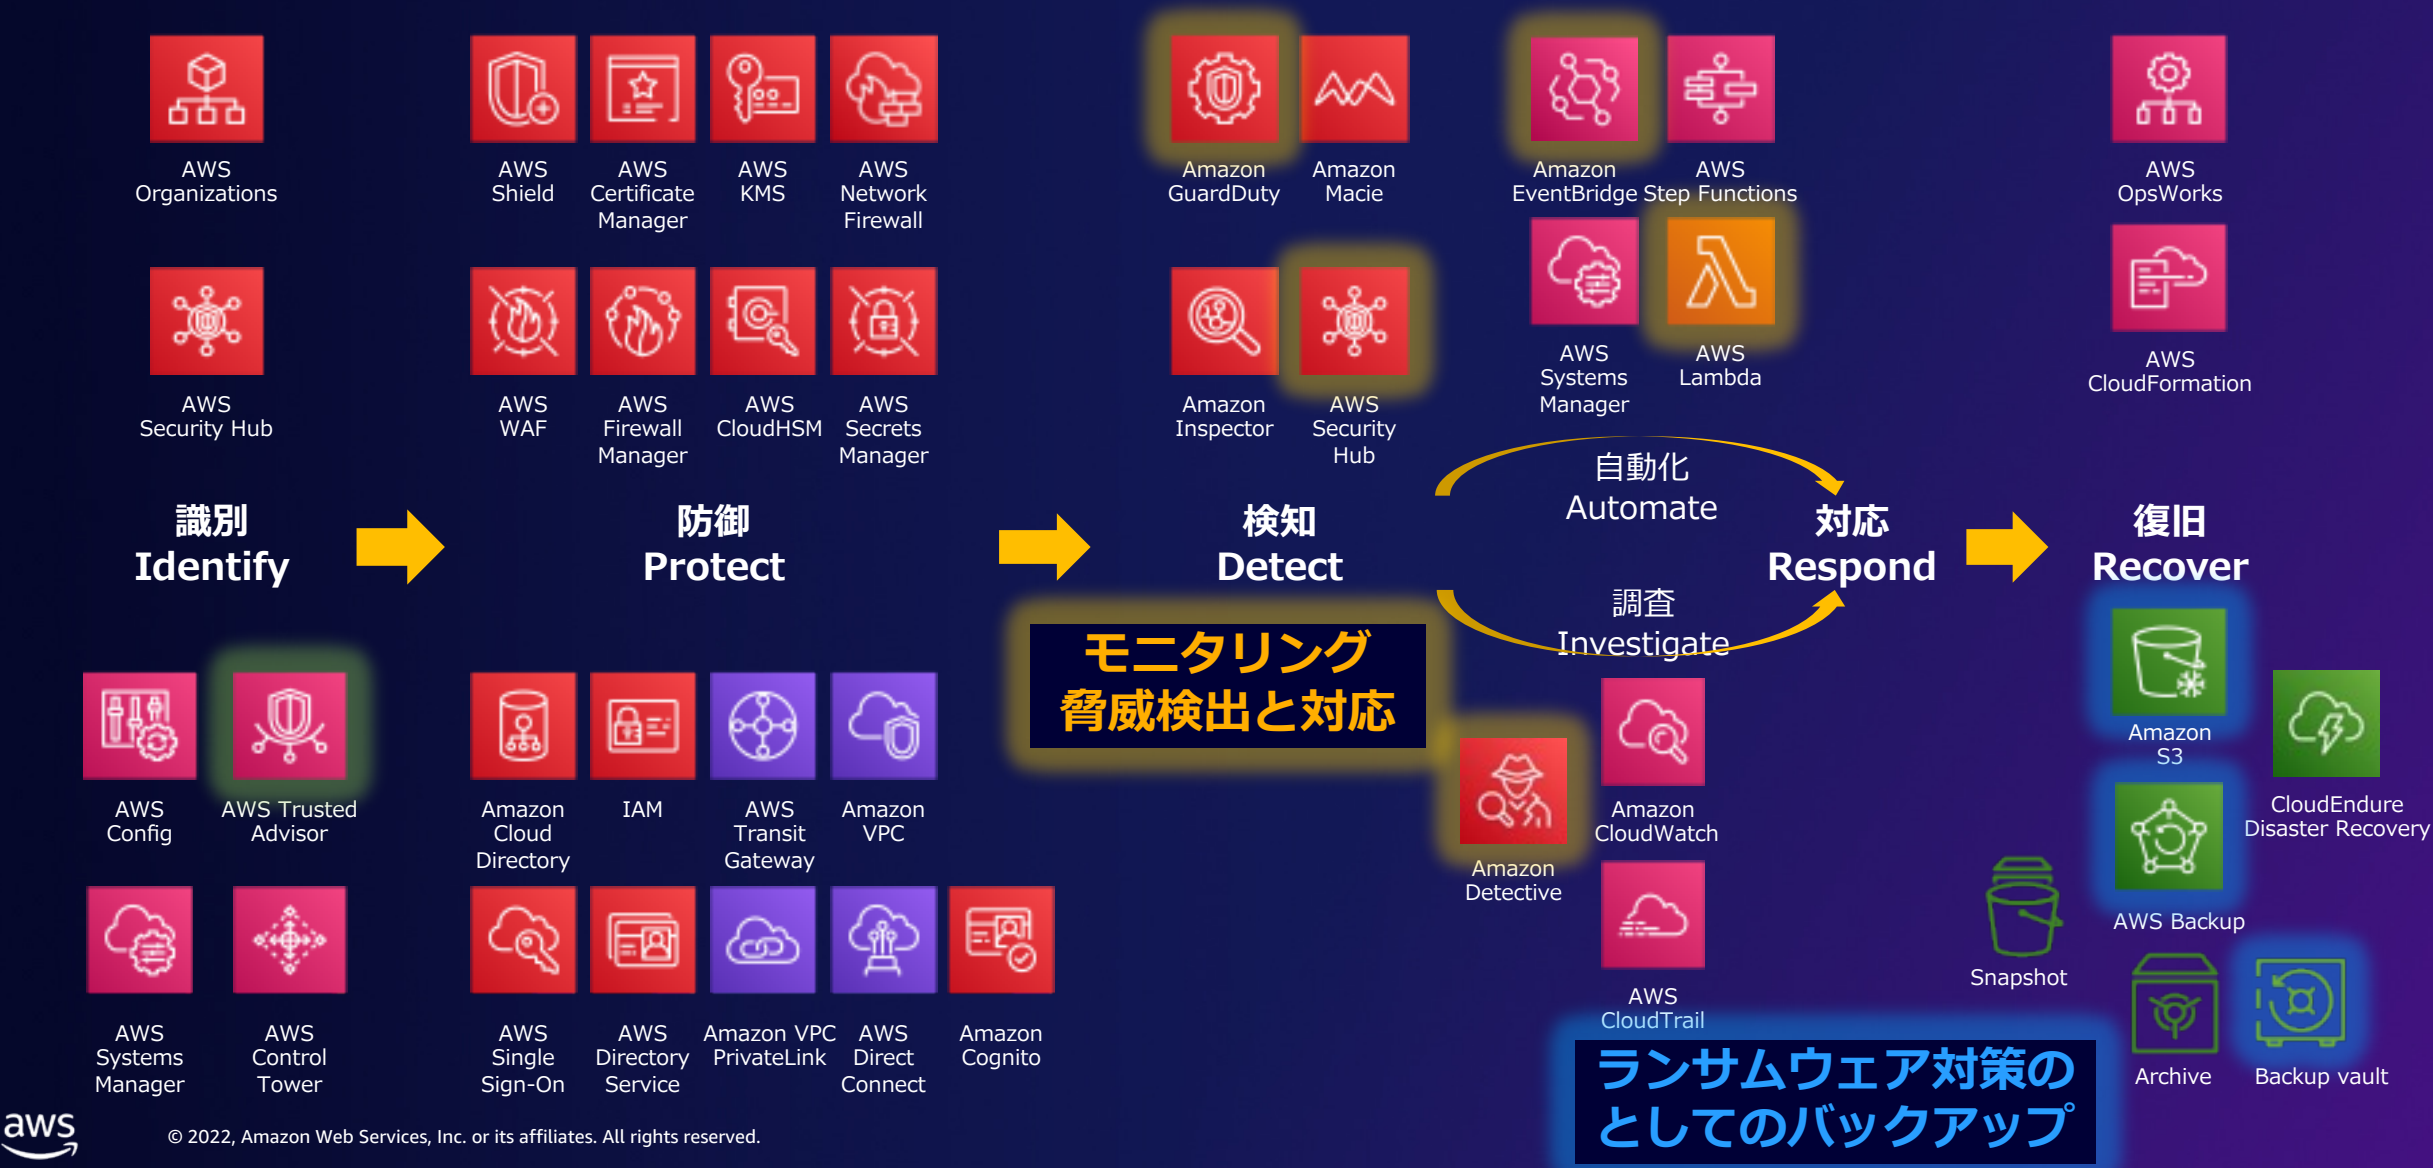 AWS
Organizations
AWS
Security Hub
識別
Identify
AWS
Config
AWS Trusted
Advisor
AWS
Systems
Manager
AWS
Control
Tower
AWS
Shield
AWS
Certificate
Manager
AWS
KMS
AWS
Network
Firewall
AWS
WAF
AWS
Firewall
Manager
AWS
CloudHSM
AWS
Secrets
Manager
防御
Protect
Amazon
Cloud
Directory
IAM
AWS
Transit
Gateway
Amazon
VPC
AWS
Single
Sign-On
AWS
Directory
Service
Amazon VPC
PrivateLink
AWS
Direct
Connect
Amazon
Cognito
Amazon
GuardDuty
Amazon
Macie
Amazon
Inspector
AWS
Security
Hub
検知
Detect
モニタリング
脅威検出と対応
Amazon
EventBridge
AWS
Step Functions
AWS
Systems
Manager
AWS
Lambda
自動化
Automate
対応
Respond
調査
Investigate
Amazon
Detective
Amazon
CloudWatch
AWS
CloudTrail
AWS
OpsWorks
AWS
CloudFormation
復旧
Recover
Amazon
S3
CloudEndure
Disaster Recovery
AWS Backup
Snapshot
Archive
Backup vault
ランサムウェア対策の
としてのバックアップ
aws
© 2022, Amazon Web Services, Inc. or its affiliates. All rights reserved.